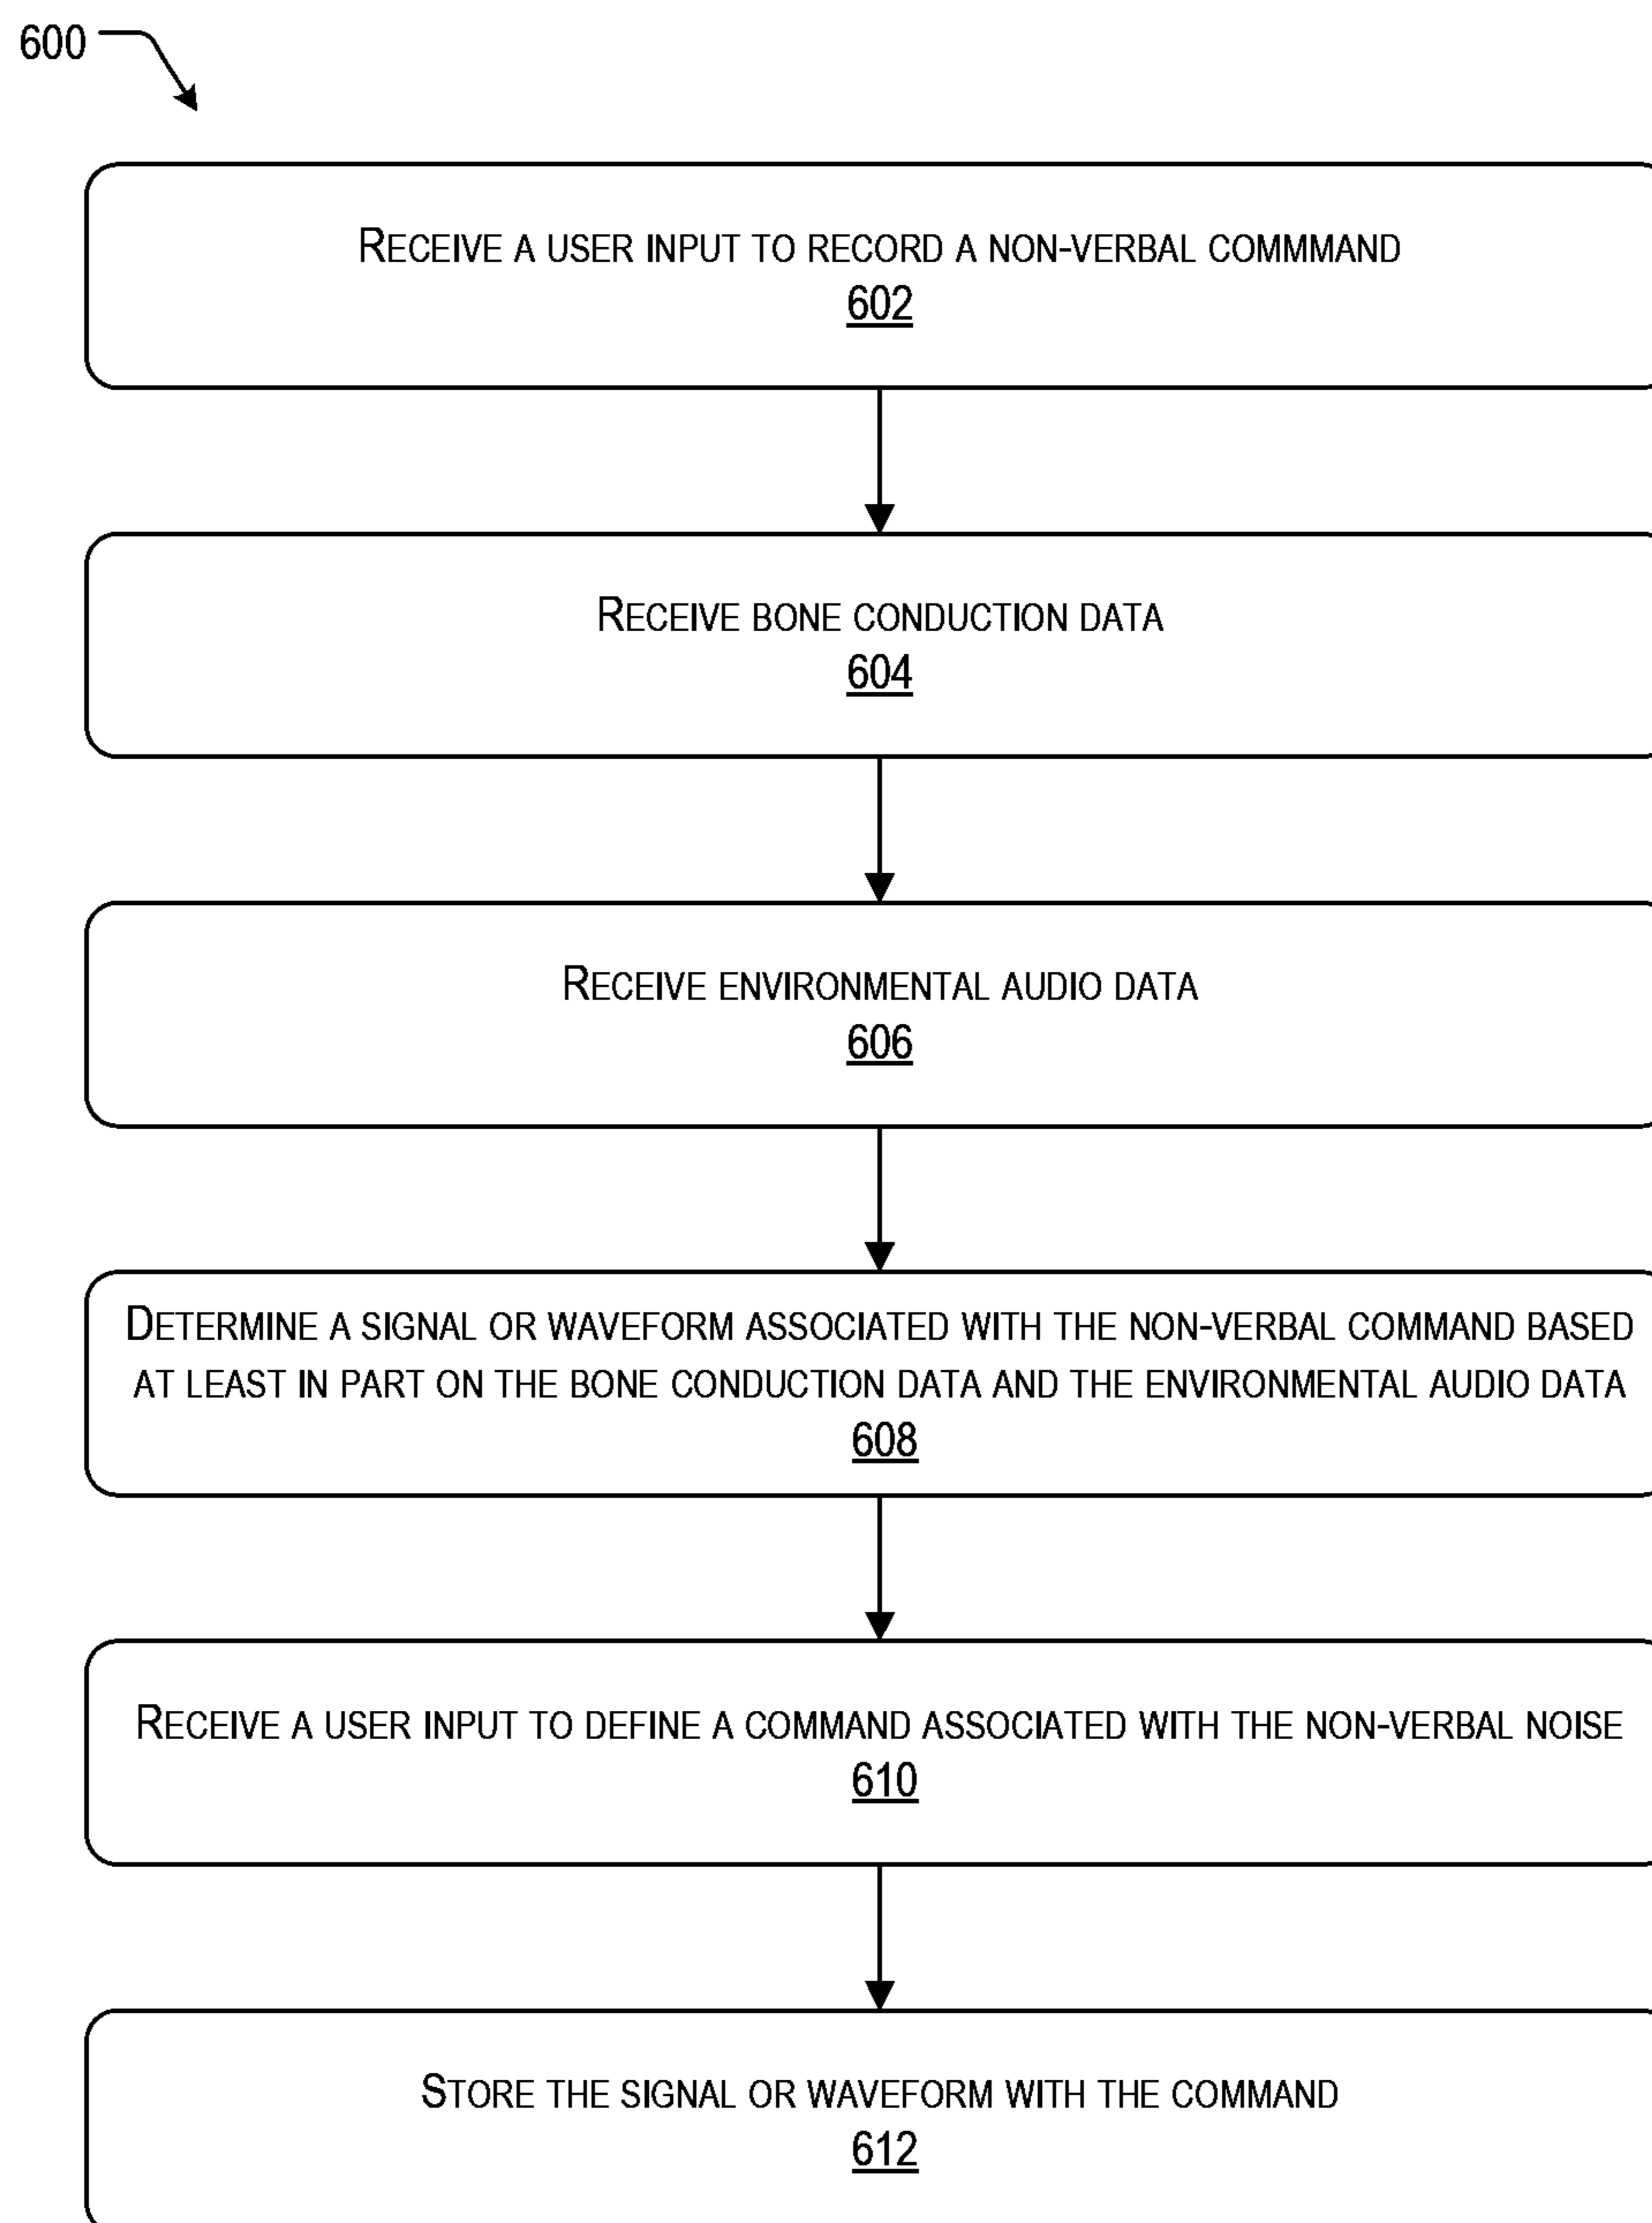 600
RECEIVE A USER INPUT TO RECORD A NON-VERBAL COMMMAND
602
RECEIVE BONE CONDUCTION DATA
604
RECEIVE ENVIRONMENTAL AUDIO DATA
606
DETERMINE A SIGNAL OR WAVEFORM ASSOCIATED WITH THE NON-VERBAL COMMAND BASED
AT LEAST IN PART ON THE BONE CONDUCTION DATA AND THE ENVIRONMENTAL AUDIO DATA
608
RECEIVE A USER INPUT TO DEFINE A COMMAND ASSOCIATED WITH THE NON-VERBAL NOISE
610
STORE THE SIGNAL OR WAVEFORM WITH THE COMMAND
612